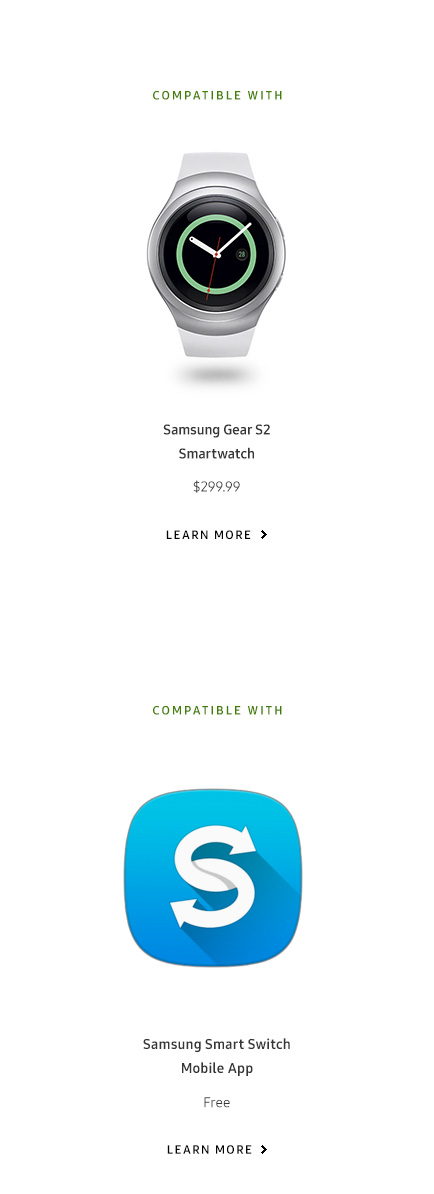 COMPATIBLE WITH
28
Samsung Gear S2
Smartwatch
$299.99
LEARN MORE
COMPATIBLE WITH
S
Samsung Smart Switch
Mobile App
Free
LEARN MORE